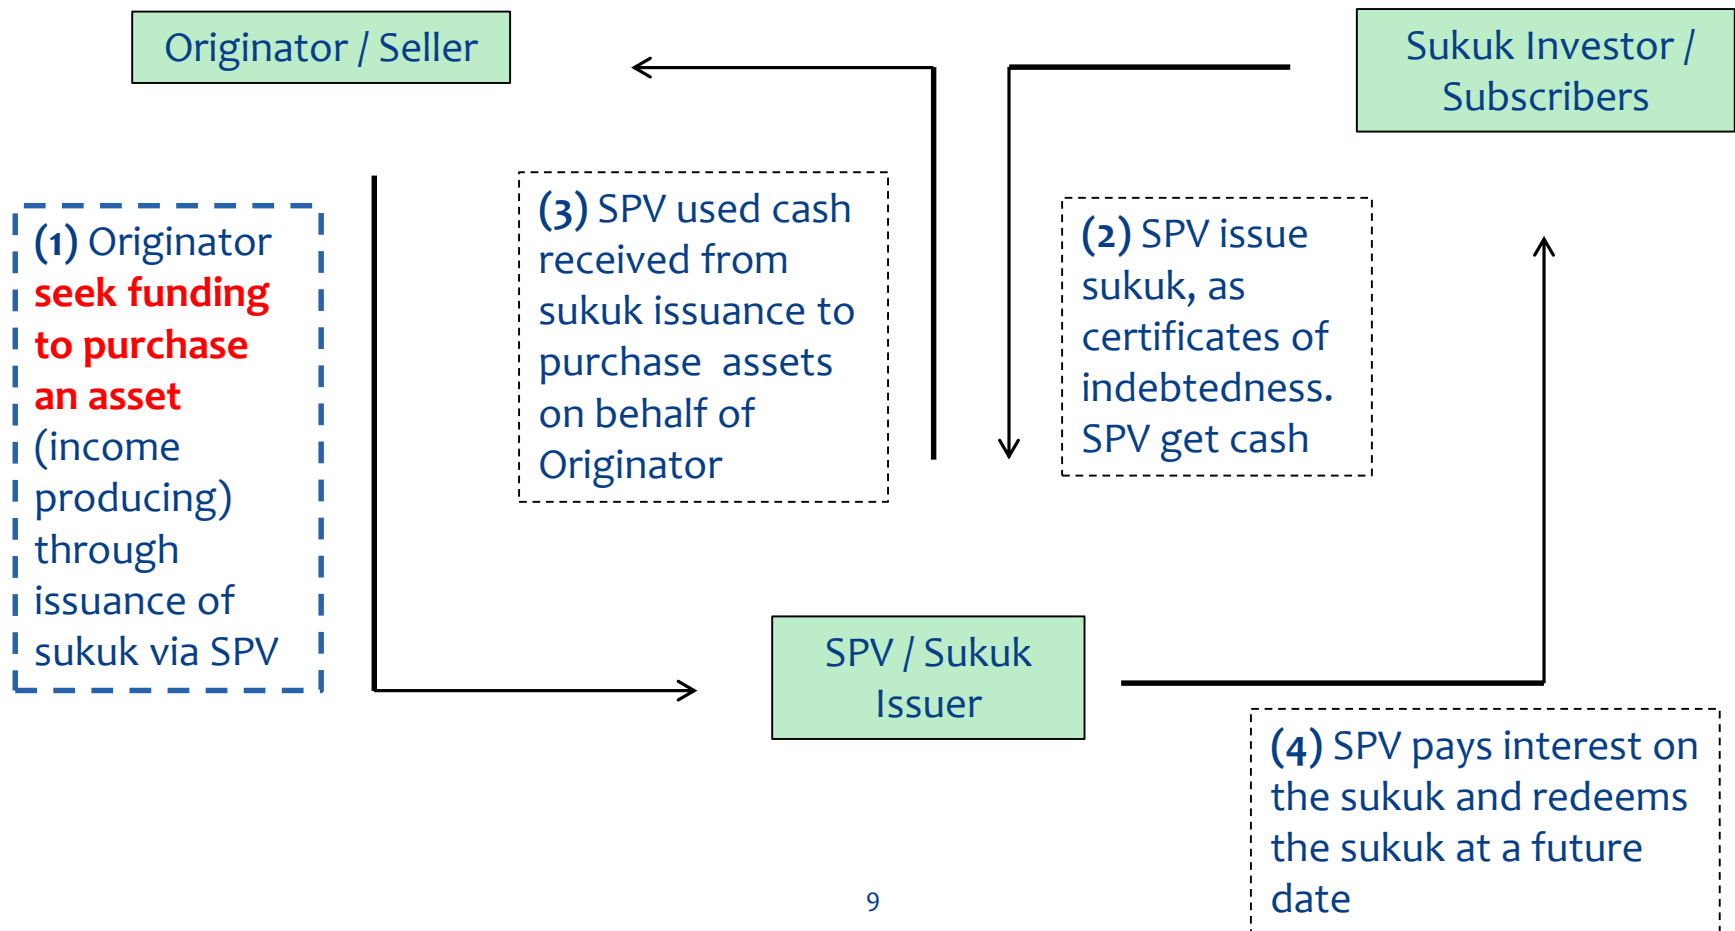 Originator / Seller
Sukuk Investor /
Subscribers
(1) Originator
seek funding
to purchase
an asset
(income
producing)
through
issuance of
sukuk via SPV
(3) SPV used cash
received from
sukuk issuance to
purchase assets
on behalf of
Originator
(2) SPV issue
sukuk, as
certificates of
indebtedness.
SPV get cash
SPV / Sukuk
Issuer
(4) SPV pays interest on
the sukuk and redeems
the sukuk at a future
date
9